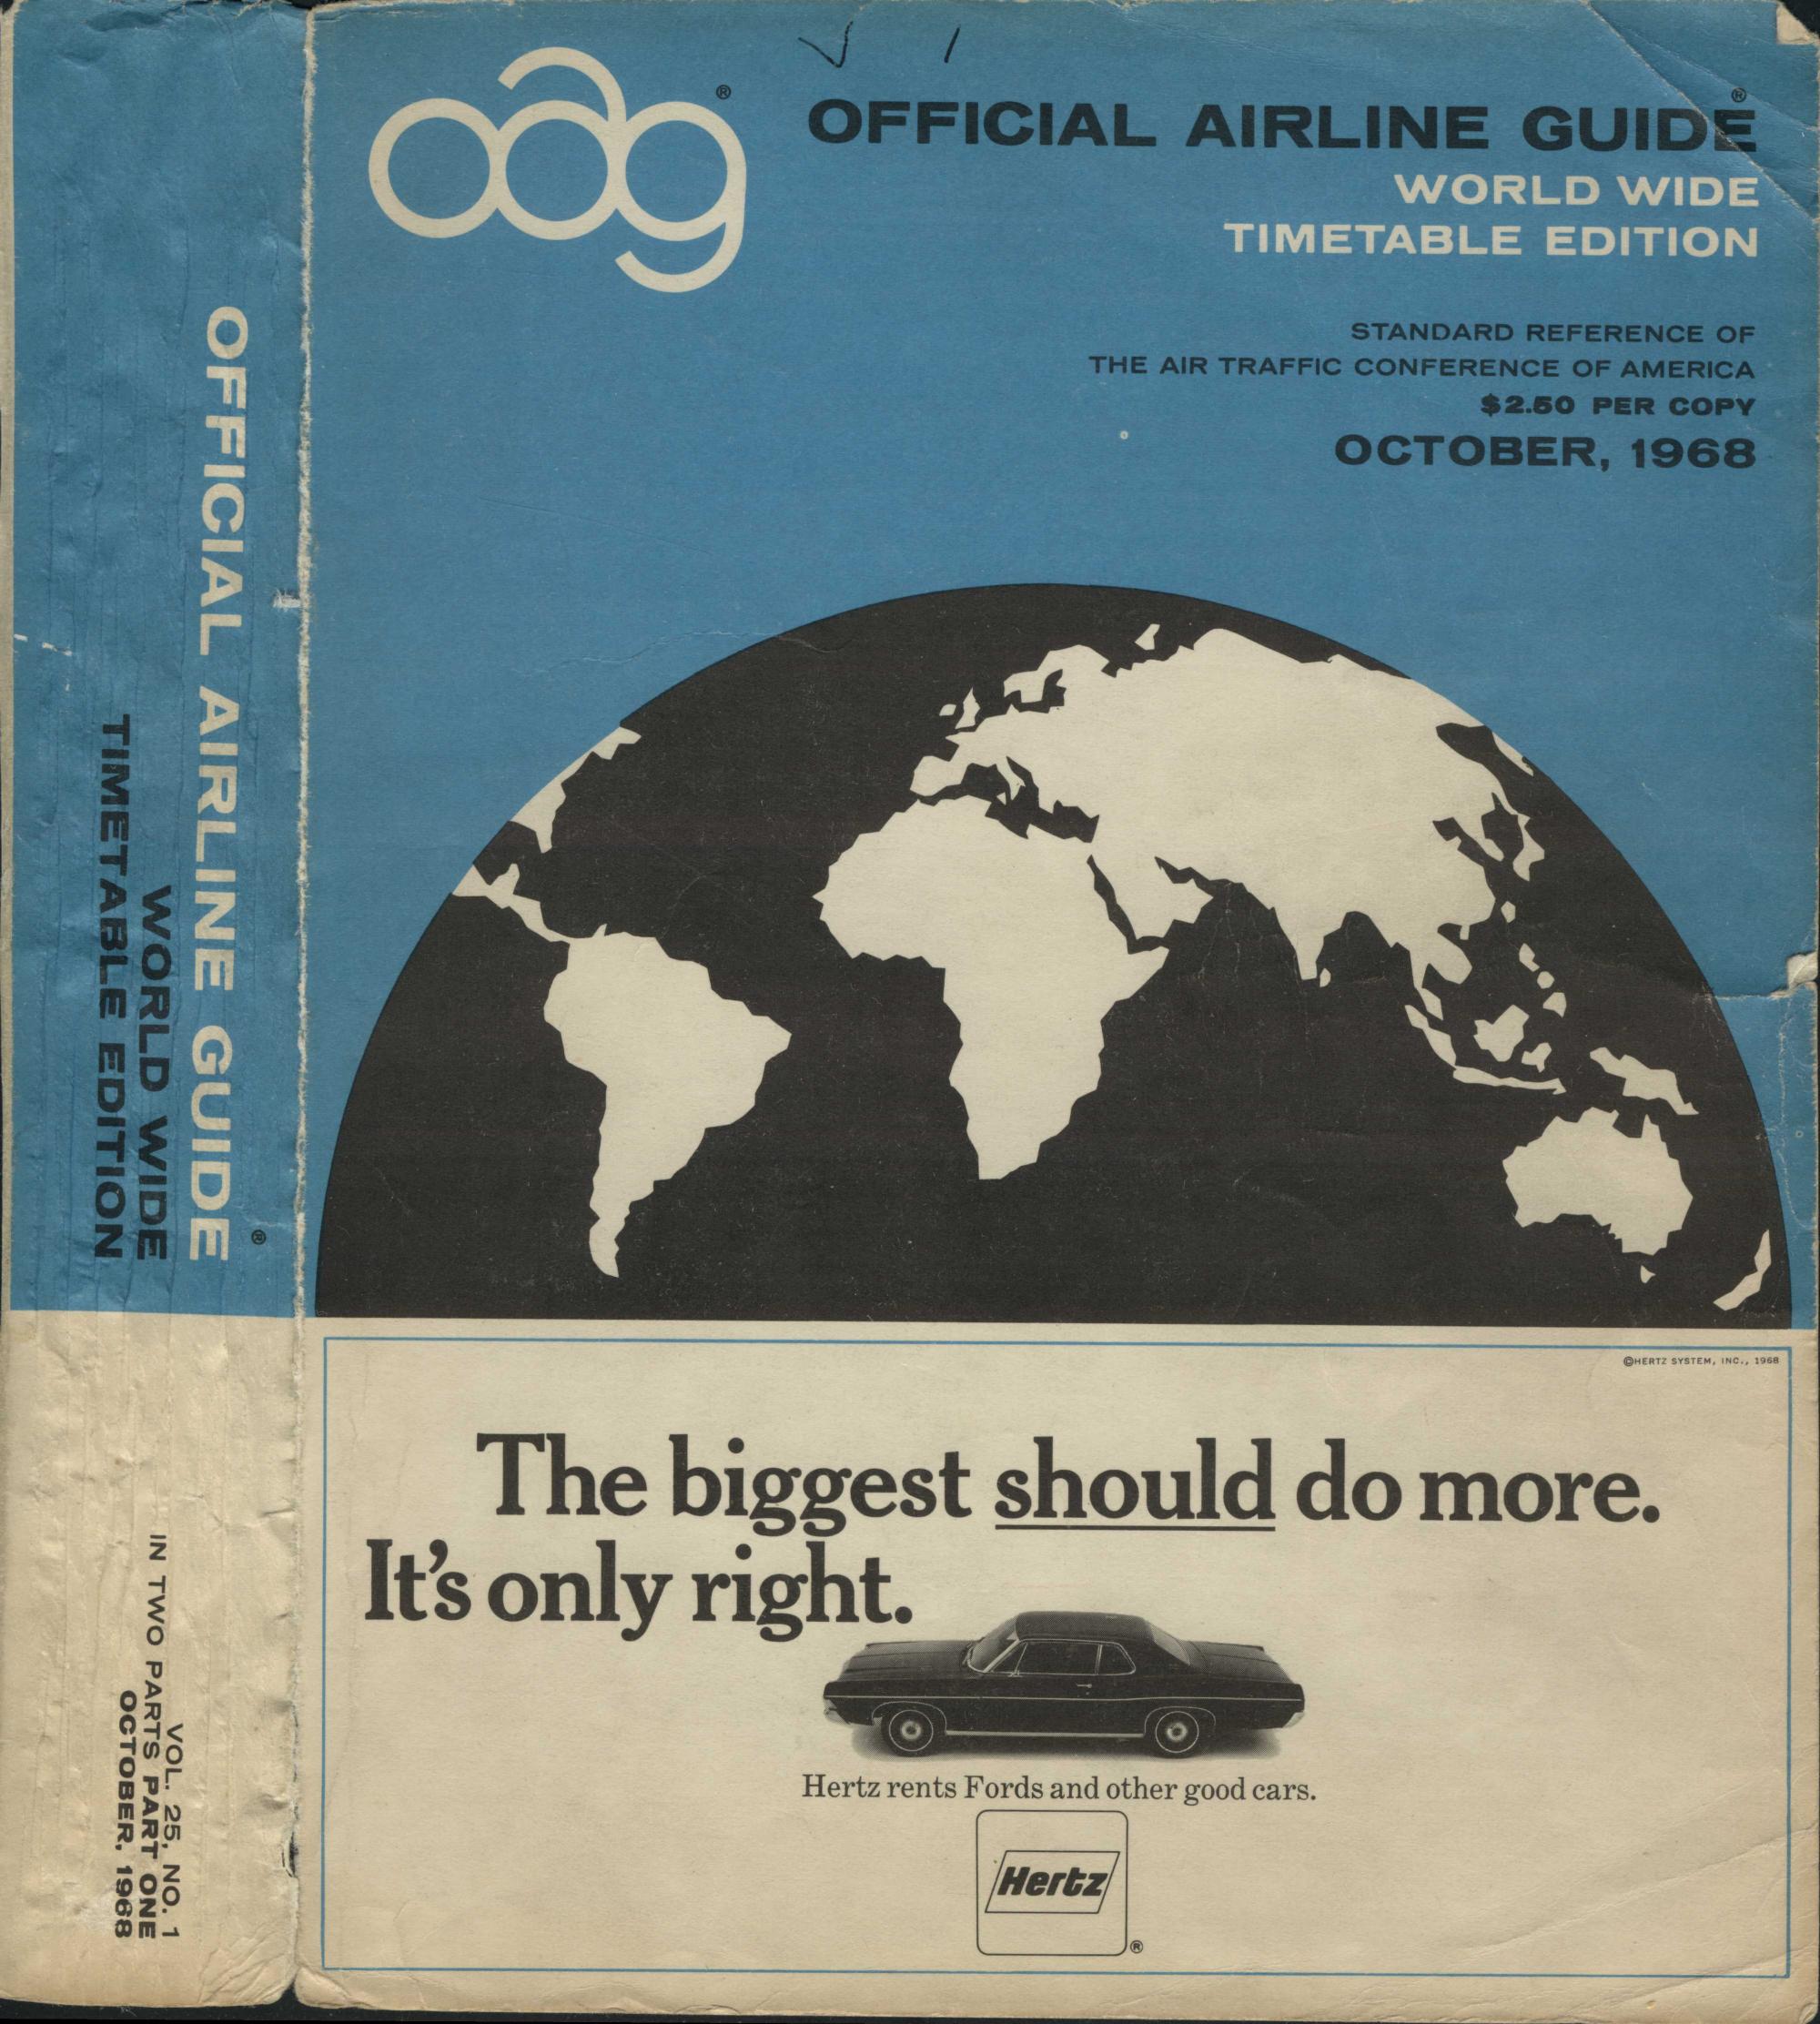 V 1
oag®
OFFICIAL AIRLINE GUIDE®
WORLD WIDE
TIMETABLE EDITION
STANDARD REFERENCE OF
THE AIR TRAFFIC CONFERENCE OF AMERICA
$2.50 PER COPY
OCTOBER, 1968
©HERTZ SYSTEM, INC., 1968
The biggest should do more.
It's only right.
Hertz rents Fords and other good cars.
Hertz
®
OFFICIAL AIRLINE GUIDE®
WORLD WIDE
TIMETABLE EDITION
VOL. 25, NO. 1
IN TWO PARTS PART ONE
OCTOBER, 1968